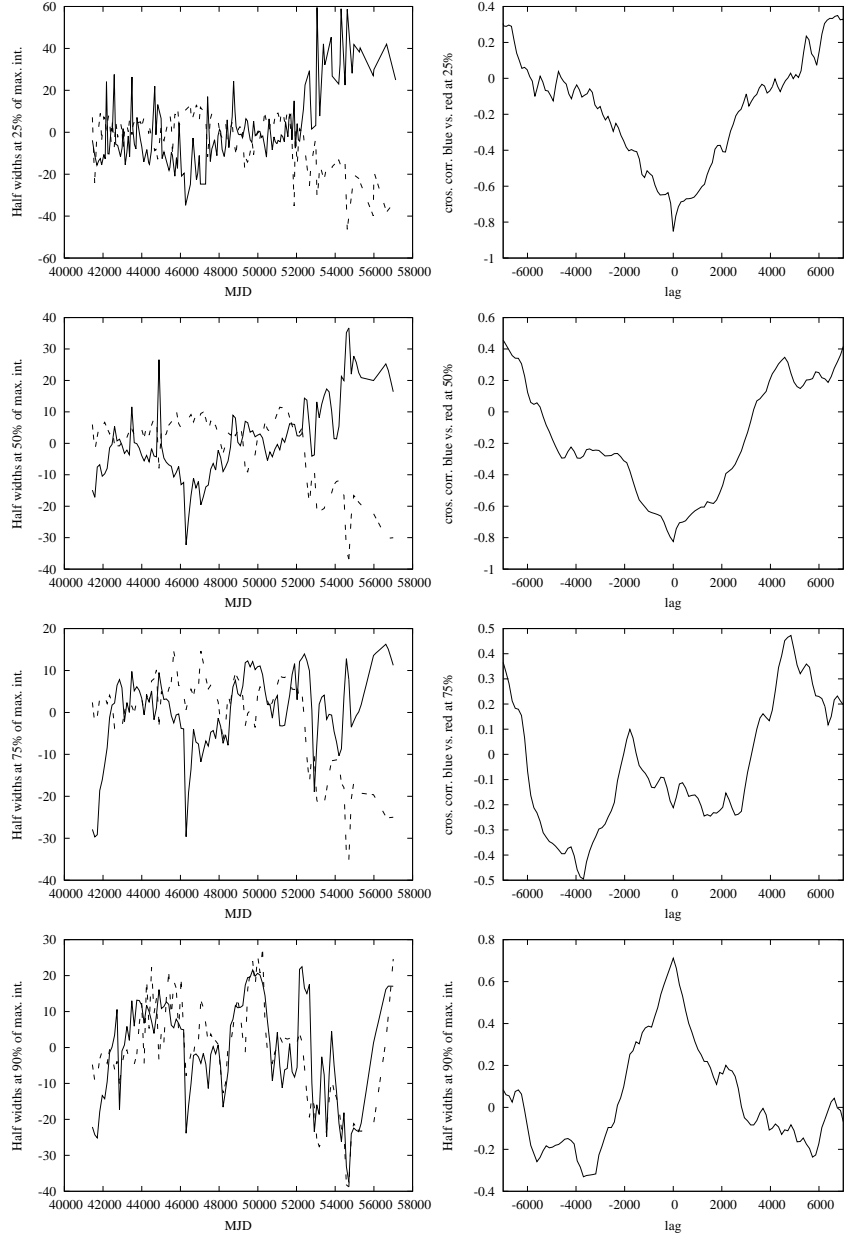 60
40
20
0
-20
-40
-60
40000 42000 44000 46000 48000 50000 52000 54000 56000 58000
MJD
Half widths at 25% of max. int.
0.4
0.2
0
-0.2
-0.4
-0.6
-0.8
-1
-6000 -4000 -2000 0 2000 4000 6000
lag
cros. corr. blue vs. red at 25%
40
30
20
10
0
-10
-20
-30
-40
40000 42000 44000 46000 48000 50000 52000 54000 56000 58000
MJD
Half widths at 50% of max. int.
0.6
0.4
0.2
0
-0.2
-0.4
-0.6
-0.8
-1
-6000 -4000 -2000 0 2000 4000 6000
lag
cros. corr. blue vs. red at 50%
20
10
0
-10
-20
-30
-40
40000 42000 44000 46000 48000 50000 52000 54000 56000 58000
MJD
Half widths at 75% of max. int.
0.5
0.4
0.3
0.2
0.1
0
-0.1
-0.2
-0.3
-0.4
-0.5
-6000 -4000 -2000 0 2000 4000 6000
lag
cros. corr. blue vs. red at 75%
30
20
10
0
-10
-20
-30
-40
40000 42000 44000 46000 48000 50000 52000 54000 56000 58000
MJD
Half widths at 90% of max. int.
0.8
0.6
0.4
0.2
0
-0.2
-0.4
-6000 -4000 -2000 0 2000 4000 6000
lag
Half widths at 90% of max. int.